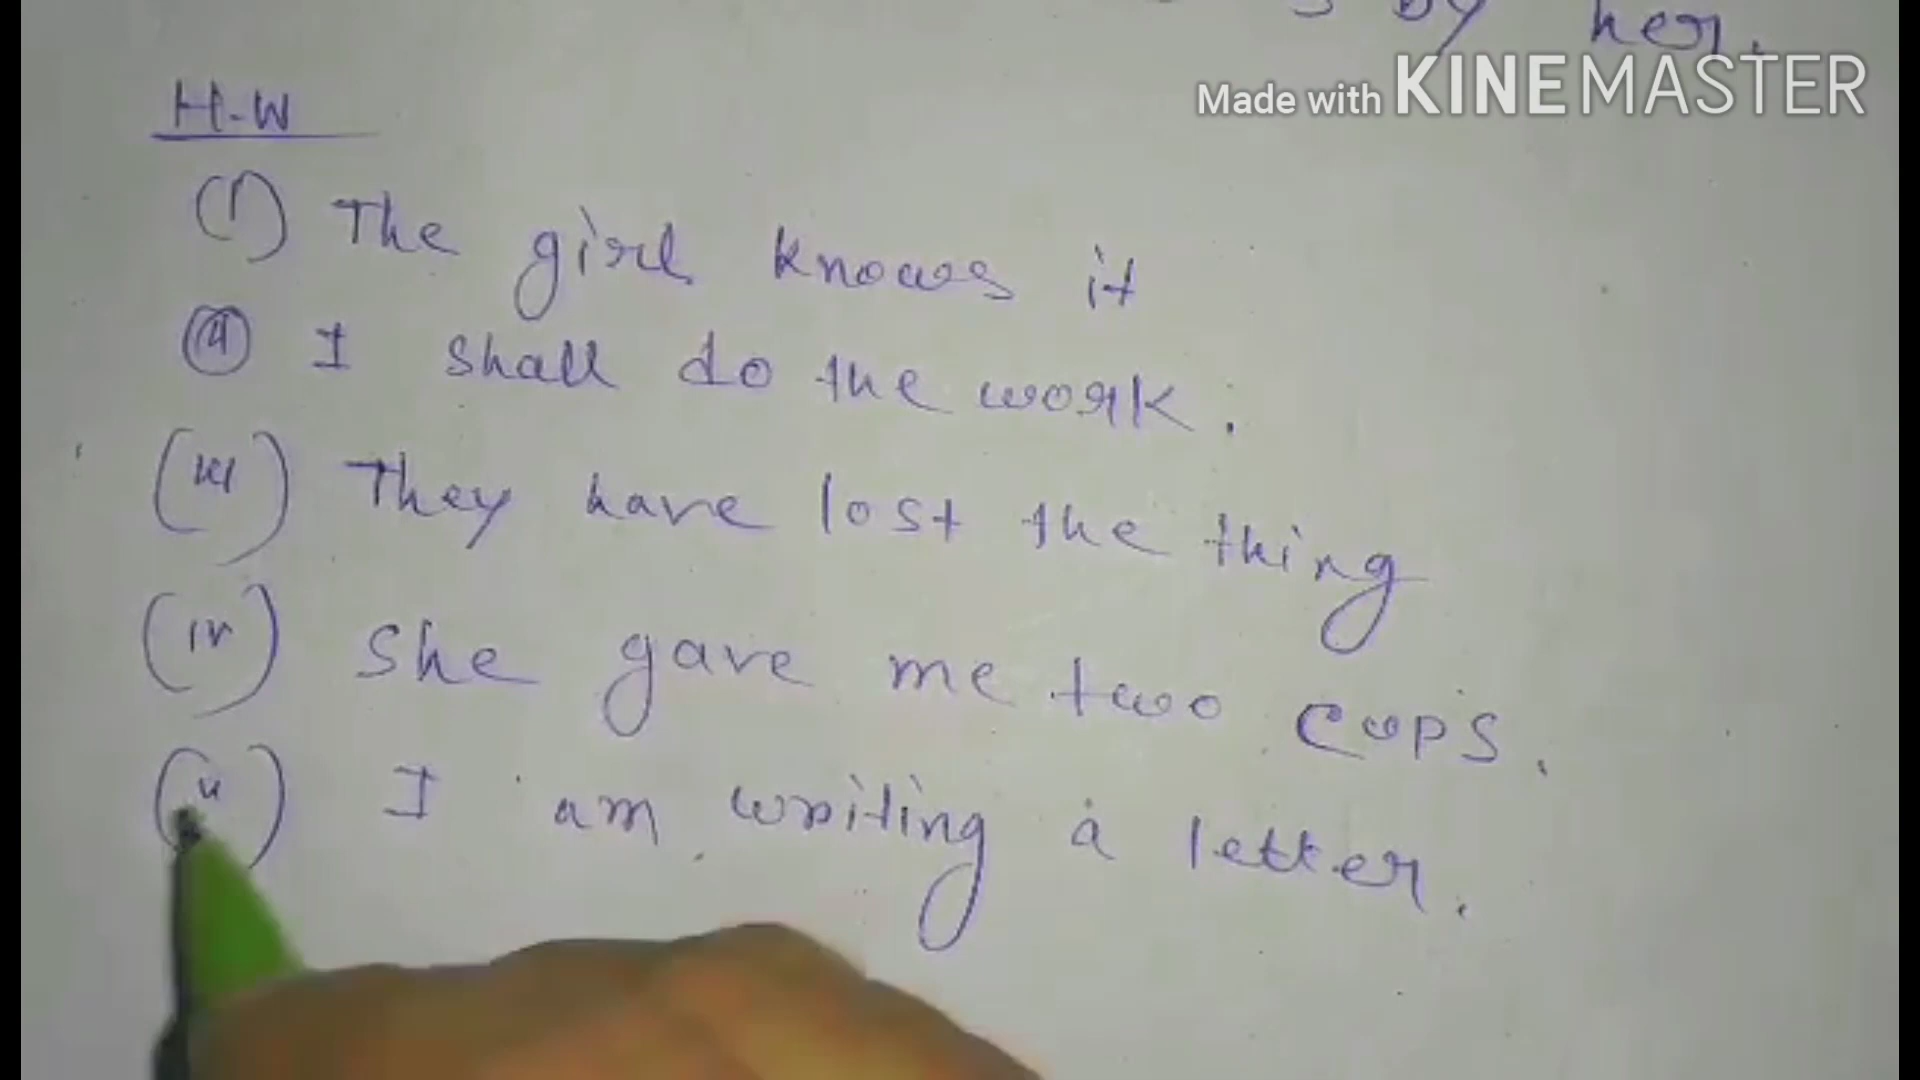 by her.
Made with KINEMASTER
H.W
(i) The girl knows it
(ii) I shall do the work.
(iii) They have lost the thing
(iv) She gave me two cups.
(v) I am writing a letter.